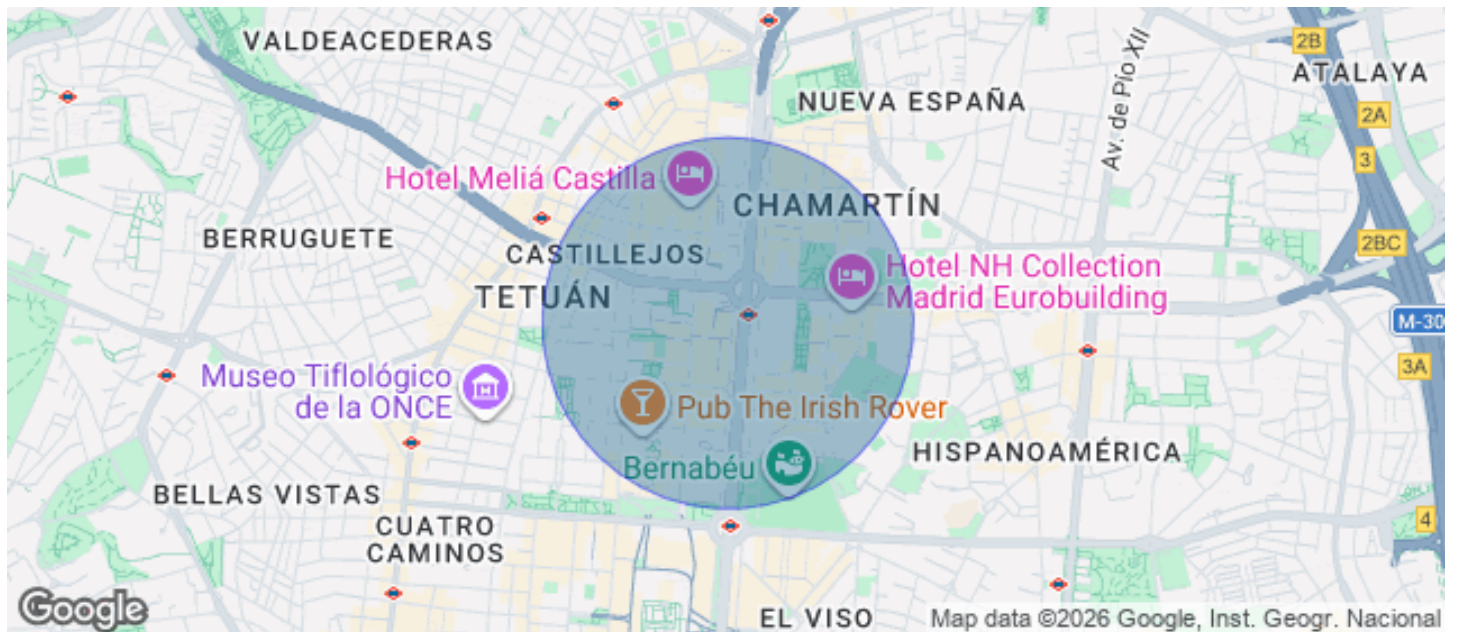 VALDEACEDERAS
2B
ATALAYA
NUEVA ESPAÑA
2A
Av. de Pío XII
3
Hotel Meliá Castilla
CHAMARTÍN
BERRUGUETE
2BC
CASTILLEJOS
Hotel NH Collection
Madrid Eurobuilding
TETUÁN
M-30
3A
Museo Tiflológico
de la ONCE
Pub The Irish Rover
HISPANOAMÉRICA
Bernabéu
BELLAS VISTAS
4
CUATRO
CAMINOS
Google
EL VISO
Map data ©2026 Google, Inst. Geogr. Nacional